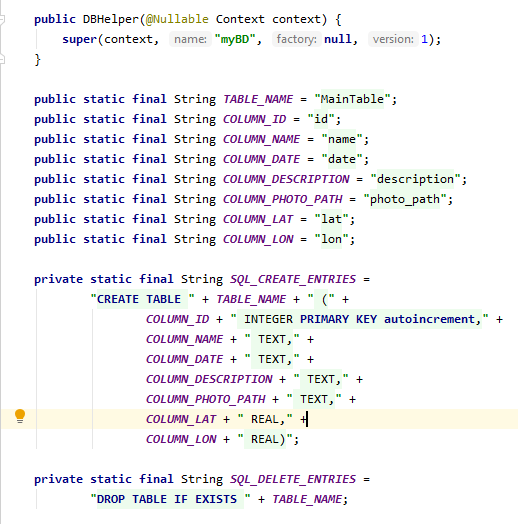 public DBHelper(@Nullable Context context) {
super(context, name: "myBD", factory: null, version: 1);
}
public static final String TABLE_NAME = "MainTable";
public static final String COLUMN_ID = "id";
public static final String COLUMN_NAME = "name";
public static final String COLUMN_DATE = "date";
public static final String COLUMN_DESCRIPTION = "description";
public static final String COLUMN_PHOTO_PATH = "photo_path";
public static final String COLUMN_LAT = "lat";
public static final String COLUMN_LON = "lon";
private static final String SQL_CREATE_ENTRIES =
"CREATE TABLE " + TABLE_NAME + " (" +
COLUMN_ID + " INTEGER PRIMARY KEY autoincrement," +
COLUMN_NAME + " TEXT," +
COLUMN_DATE + " TEXT," +
COLUMN_DESCRIPTION + " TEXT," +
COLUMN_PHOTO_PATH + " TEXT," +
COLUMN_LAT + " REAL," +
COLUMN_LON + " REAL)";
private static final String SQL_DELETE_ENTRIES =
"DROP TABLE IF EXISTS " + TABLE_NAME;